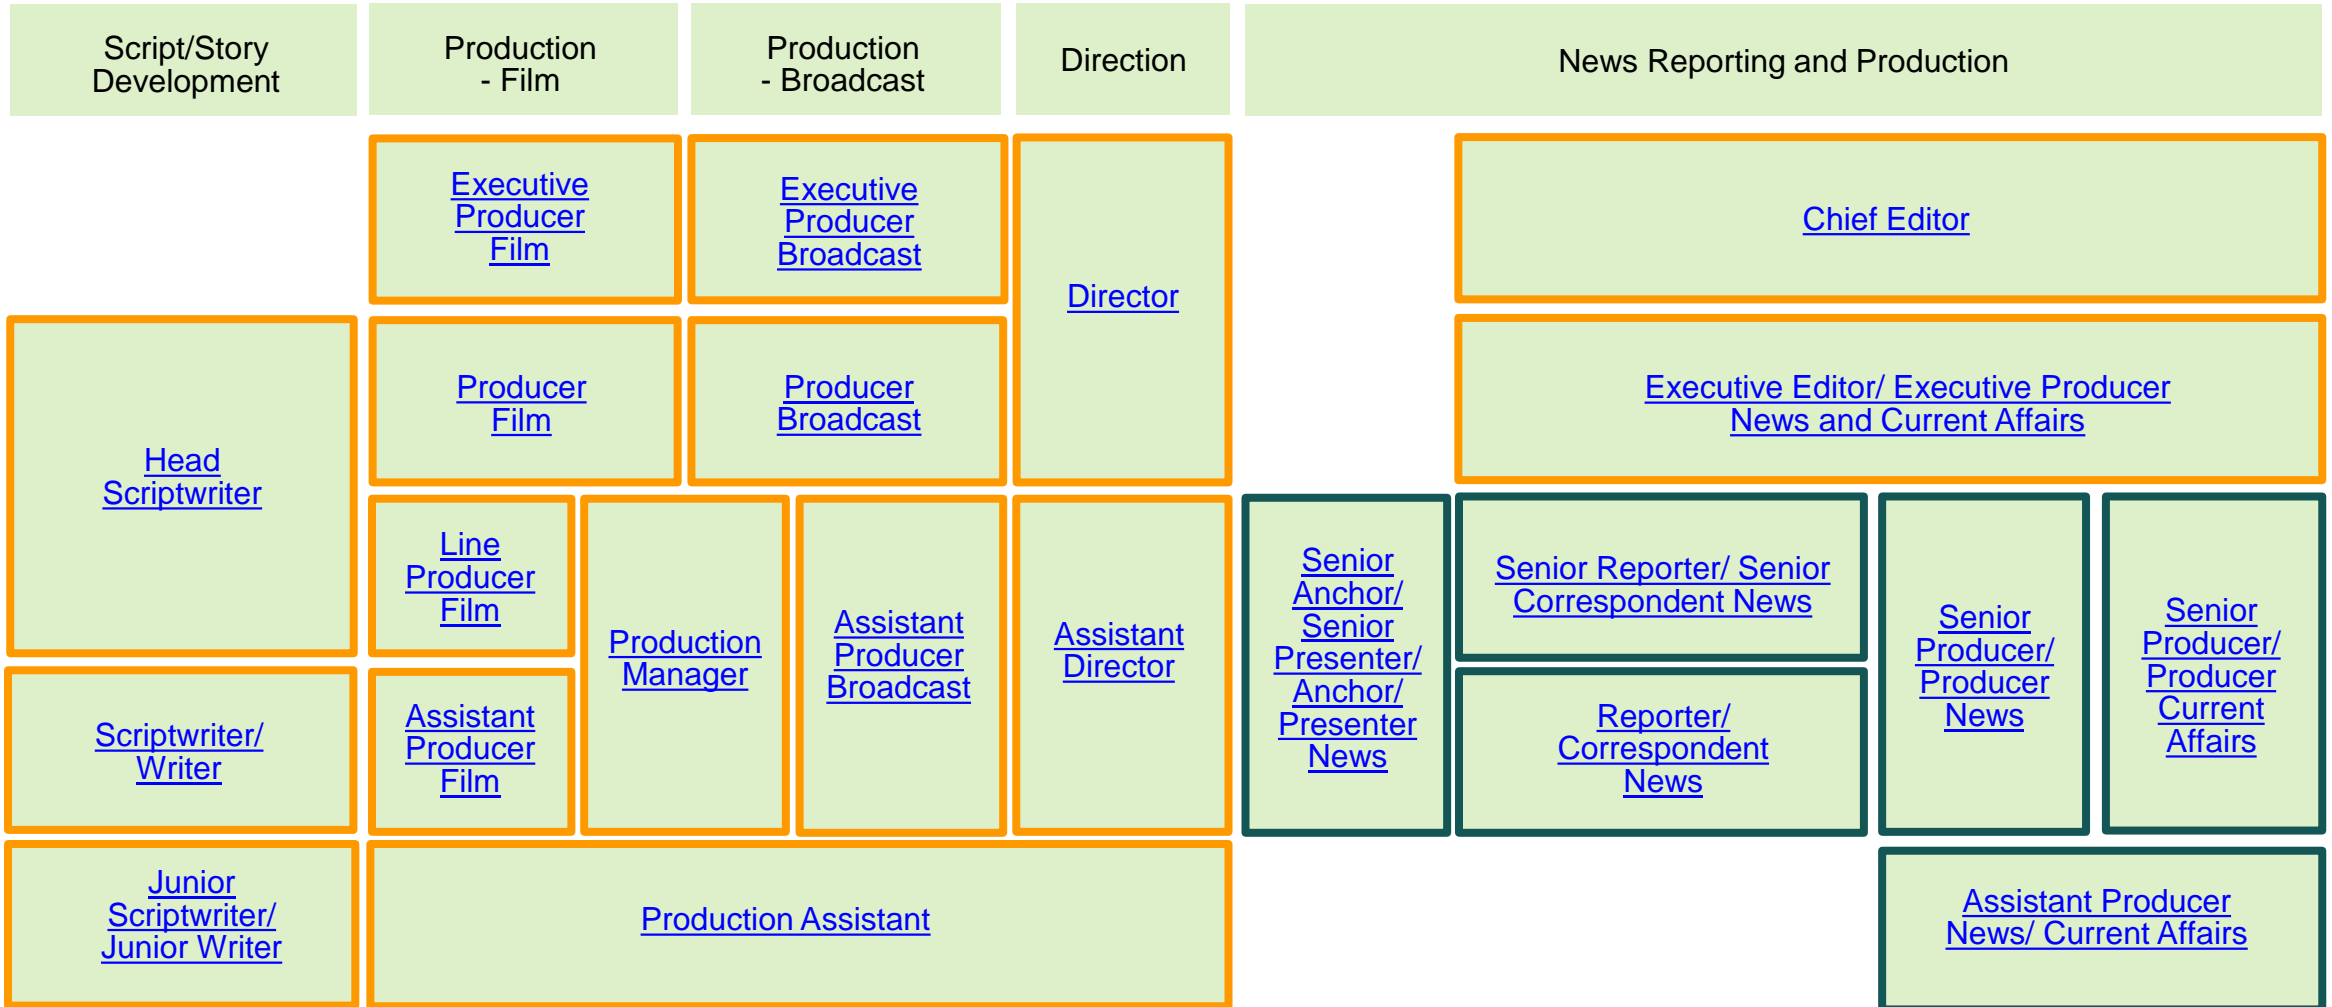 Script/Story
Development
Production
- Film
Production
- Broadcast
Direction
News Reporting and Production
Executive
Producer
Film
Executive
Producer
Broadcast
Director
Chief Editor
Head
Scriptwriter
Producer
Film
Producer
Broadcast
Executive Editor/ Executive Producer
News and Current Affairs
Line
Producer
Film
Production
Manager
Assistant
Producer
Broadcast
Assistant
Director
Senior
Anchor/
Senior
Presenter/
Anchor/
Presenter
News
Senior Reporter/ Senior
Correspondent News
Senior
Producer/
Producer
News
Senior
Producer/
Producer
Current
Affairs
Scriptwriter/
Writer
Assistant
Producer
Film
Reporter/
Correspondent
News
Junior
Scriptwriter/
Junior Writer
Production Assistant
Assistant Producer
News/ Current Affairs